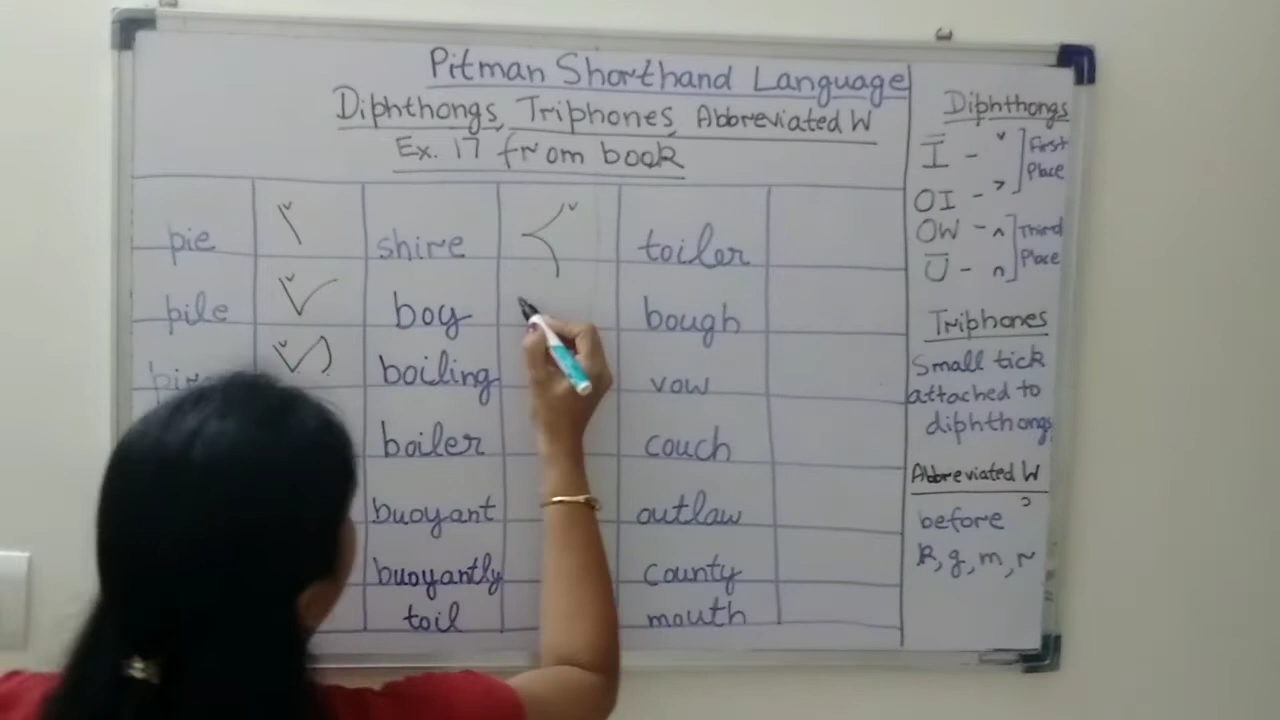 Pitman Shorthand Language
Diphthongs, Triphones, Abbreviated W
Ex. 17 from book
pie shire toiler
pile boy bough
boiling vow
boiler couch
buoyant outlaw
buoyantly county
toil mouth
Diphthongs
Ī -
First
Place
OI -
OW -
Third
Place
Ū -
Triphones
Small tick
attached to
diphthongs
Abbreviated W
before
k, g, m, r